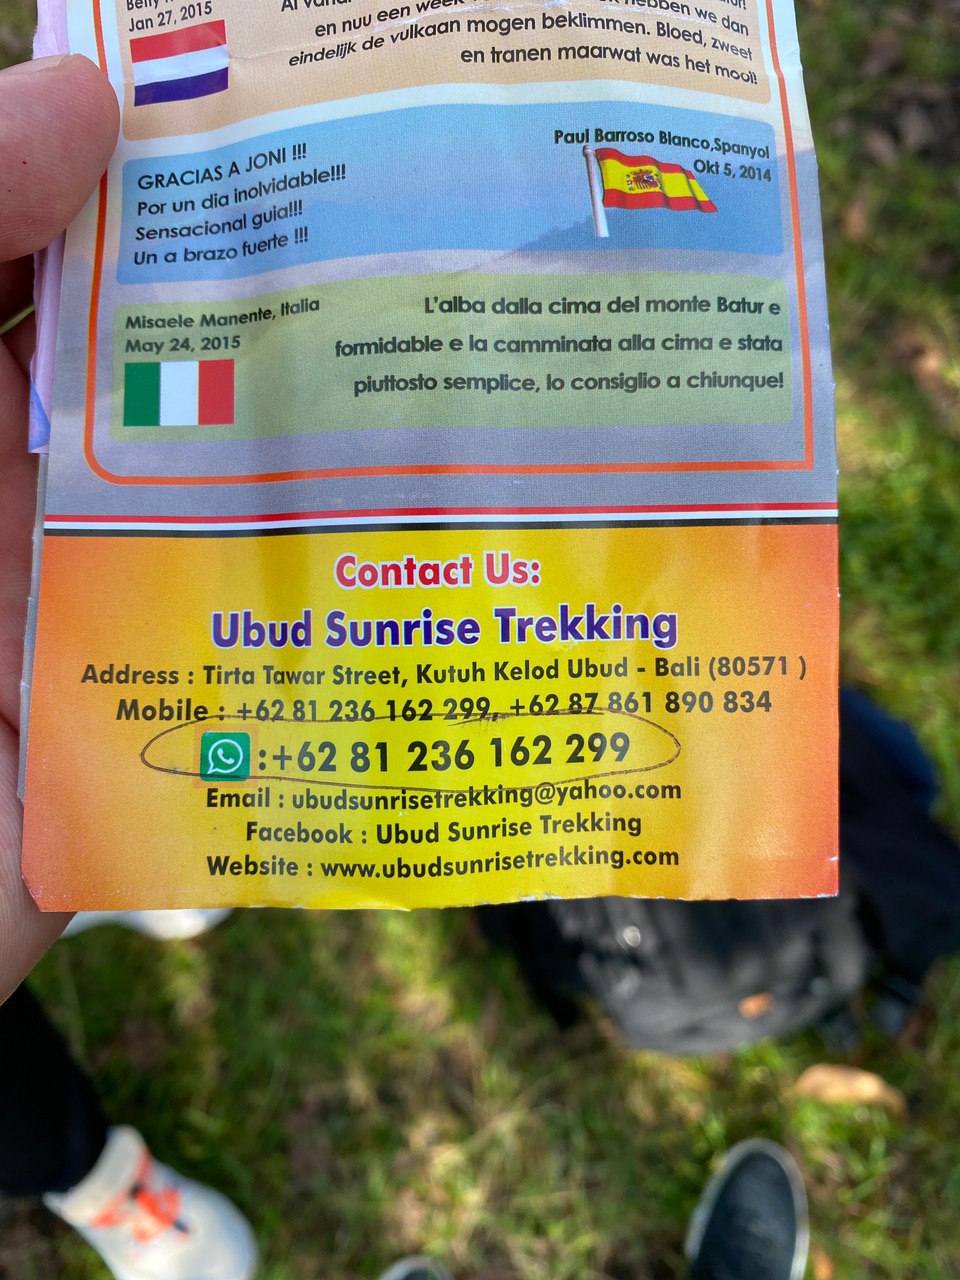 Jan 27, 2015
en nuu een week
hebben we dan
eindelijk de vulkaan mogen beklimmen. Bloed, zweet
en tranen maarwat was het mooi!
GRACIAS A JONI !!!
Por un dia inolvidable!!!
Sensacional guia!!!
Un a brazo fuerte !!!
Paul Barroso Blanco,Spanyol
Okt 5, 2014
Misaele Manente, Italia
May 24, 2015
L'alba dalla cima del monte Batur e
formidabile e la camminata alla cima e stata
piuttosto semplice, lo consiglio a chiunque!
Contact Us:
Ubud Sunrise Trekking
Address : Tirta Tawar Street, Kutuh Kelod Ubud - Bali (80571 )
Mobile : +62 81 236 162 299, +62 87 861 890 834
:+62 81 236 162 299
Email : ubudsunrisetrekking@yahoo.com
Facebook : Ubud Sunrise Trekking
Website : www.ubudsunrisetrekking.com